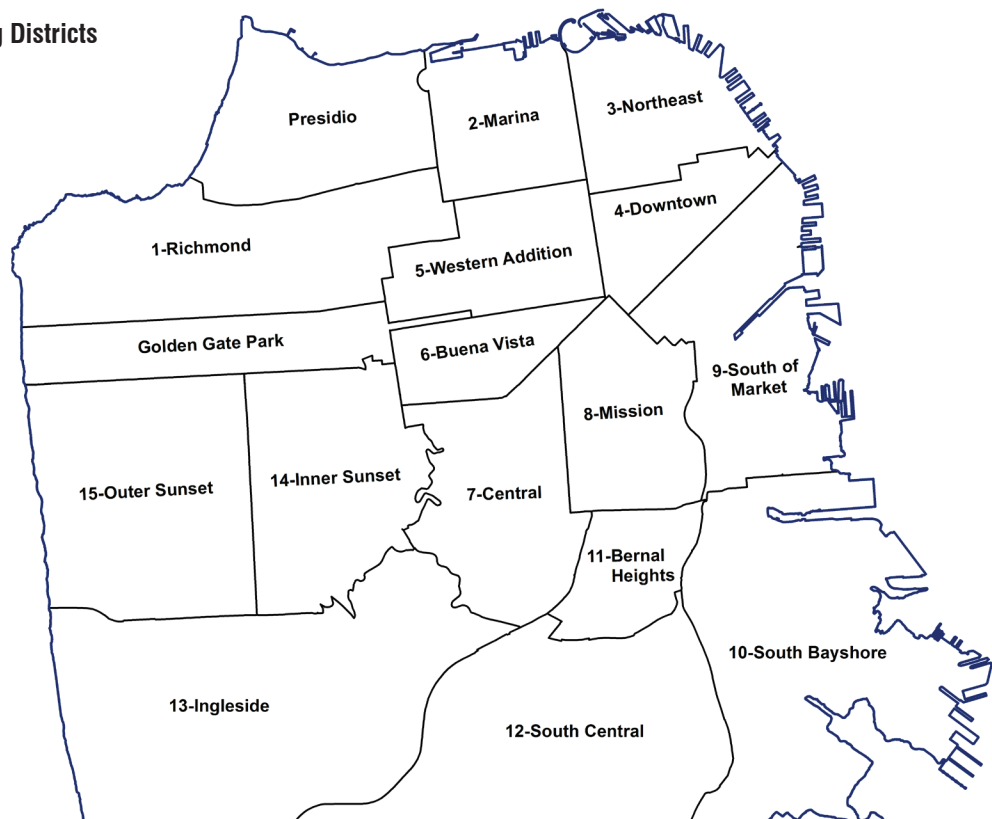 g Districts
Presidio
2-Marina
3-Northeast
4-Downtown
1-Richmond
5-Western Addition
Golden Gate Park
6-Buena Vista
9-South of
Market
8-Mission
15-Outer Sunset
14-Inner Sunset
7-Central
11-Bernal
Heights
10-South Bayshore
13-Ingleside
12-South Central